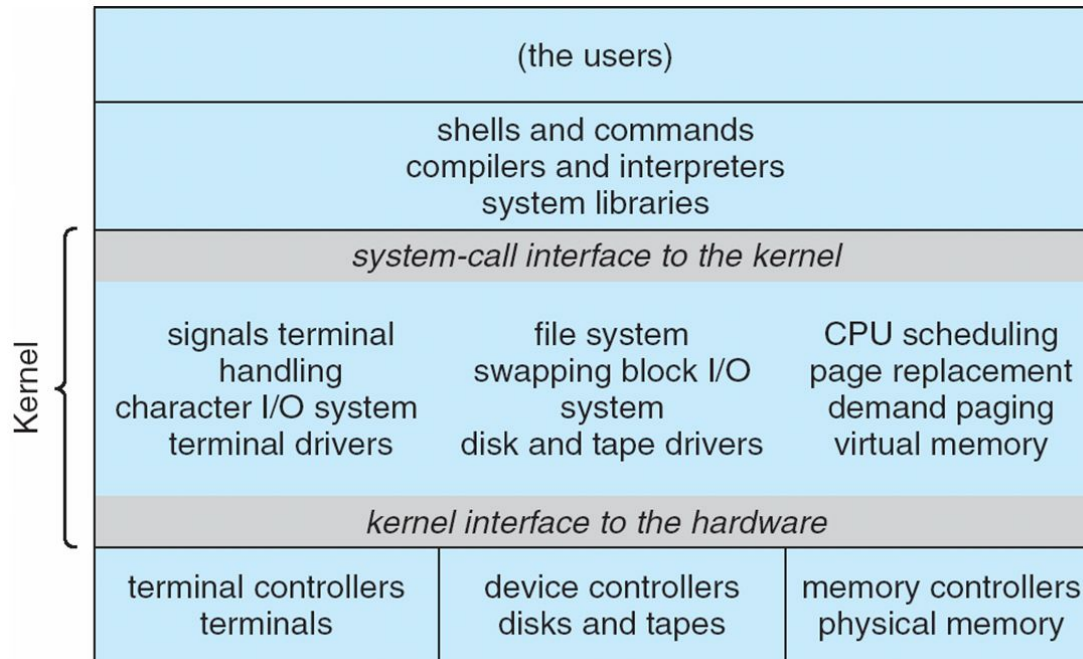 (the users)
shells and commands
compilers and interpreters
system libraries
Kernel
system-call interface to the kernel
signals terminal
handling
character I/O system
terminal drivers
file system
swapping block I/O
system
disk and tape drivers
CPU scheduling
page replacement
demand paging
virtual memory
kernel interface to the hardware
terminal controllers
terminals
device controllers
disks and tapes
memory controllers
physical memory